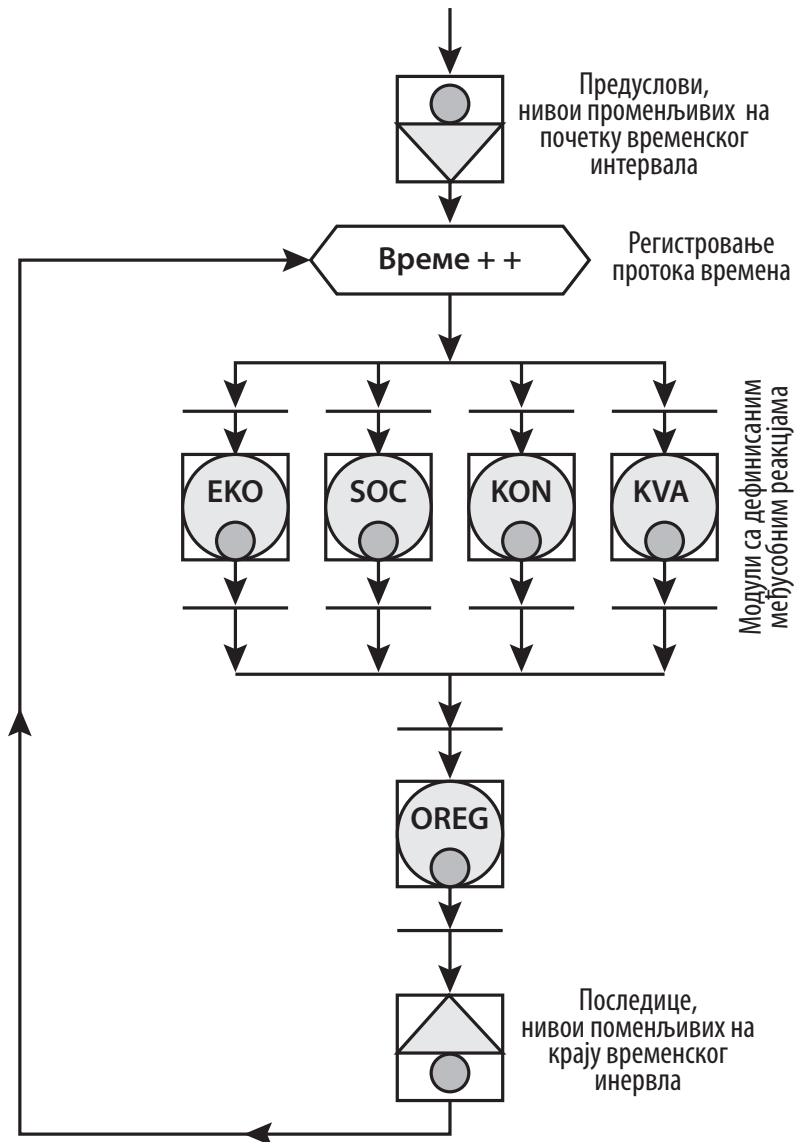 Предуслови,
нивои променљивих на
почетку временског
интервала
Време + +
Регистровање
протока времена
EKO
SOC
KON
KVA
Модули са дефинисаним
међусобним реакцјама
OREG
Последице,
нивои поменљивих на
крају временског
инервла